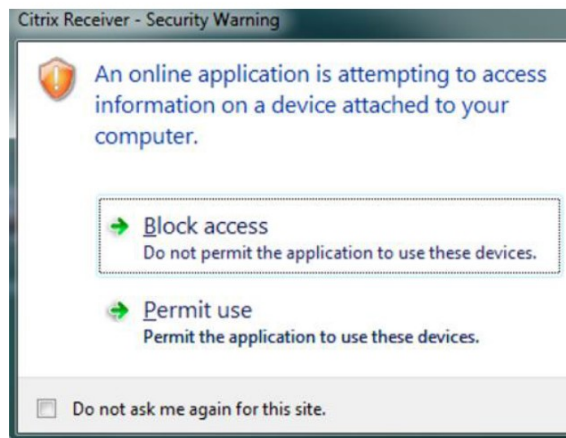 Citrix Receiver - Security Warning
An online application is attempting to access
information on a device attached to your
computer.
Block access
Do not permit the application to use these devices.
Permit use
Permit the application to use these devices.
Do not ask me again for this site.